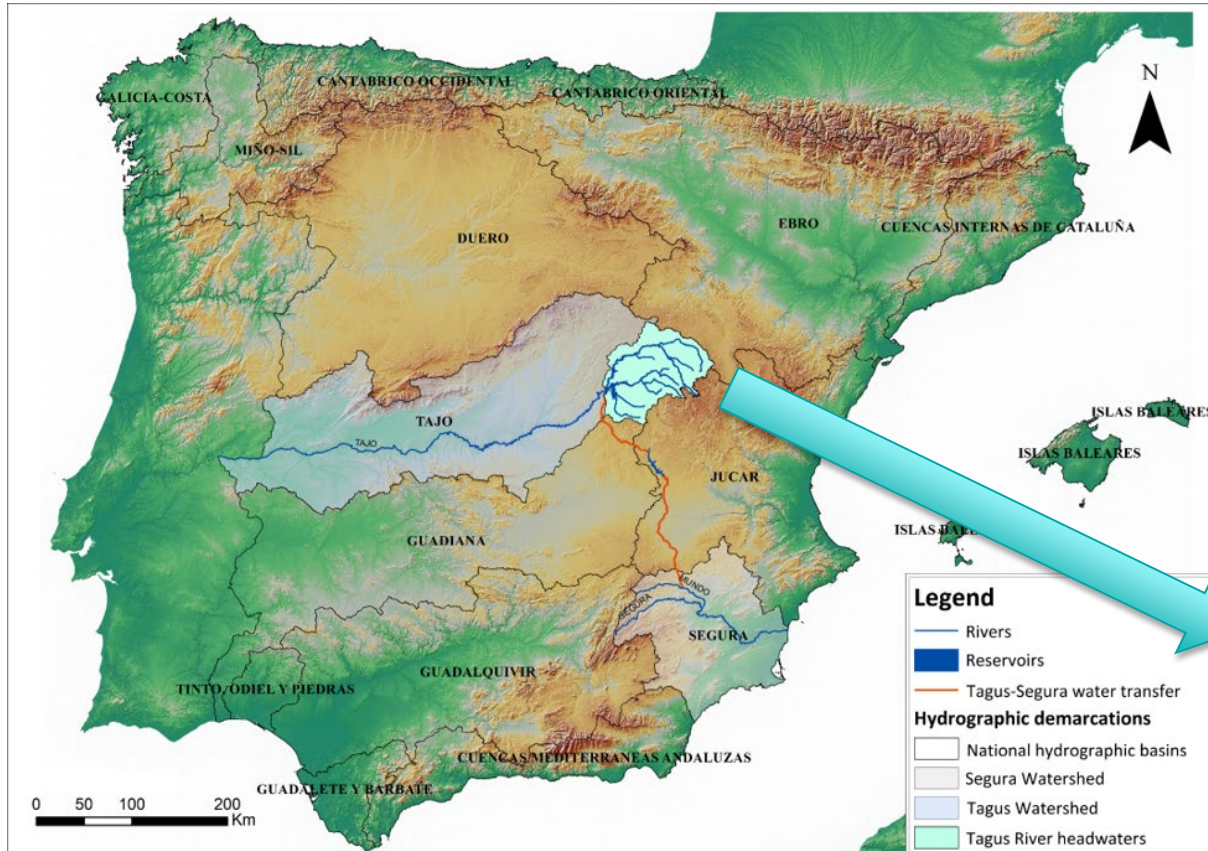 CANTABRICO OCCIDENTAL
CANTABRICO ORIENTAL
GALICIA-COSTA
N
MIÑO-SIL
EBRO
CUENCAS INTERNAS DE CATALUÑA
DUERO
TAJO
TAJO
ISLAS BALEARES
ISLAS BALEARES
JUCAR
ISLAS BALE
GUADIANA
MUNDO
SEGURA
SEGURA
GUADALQUIVIR
TINTO, ODIEL Y PIEDRAS
CUENCAS MEDITERRANEAS ANDALUZAS
GUADALETE Y BARBATE
0 50 100 200
Km
Legend
Rivers
Reservoirs
Tagus-Segura water transfer
Hydrographic demarcations
National hydrographic basins
Segura Watershed
Tagus Watershed
Tagus River headwaters